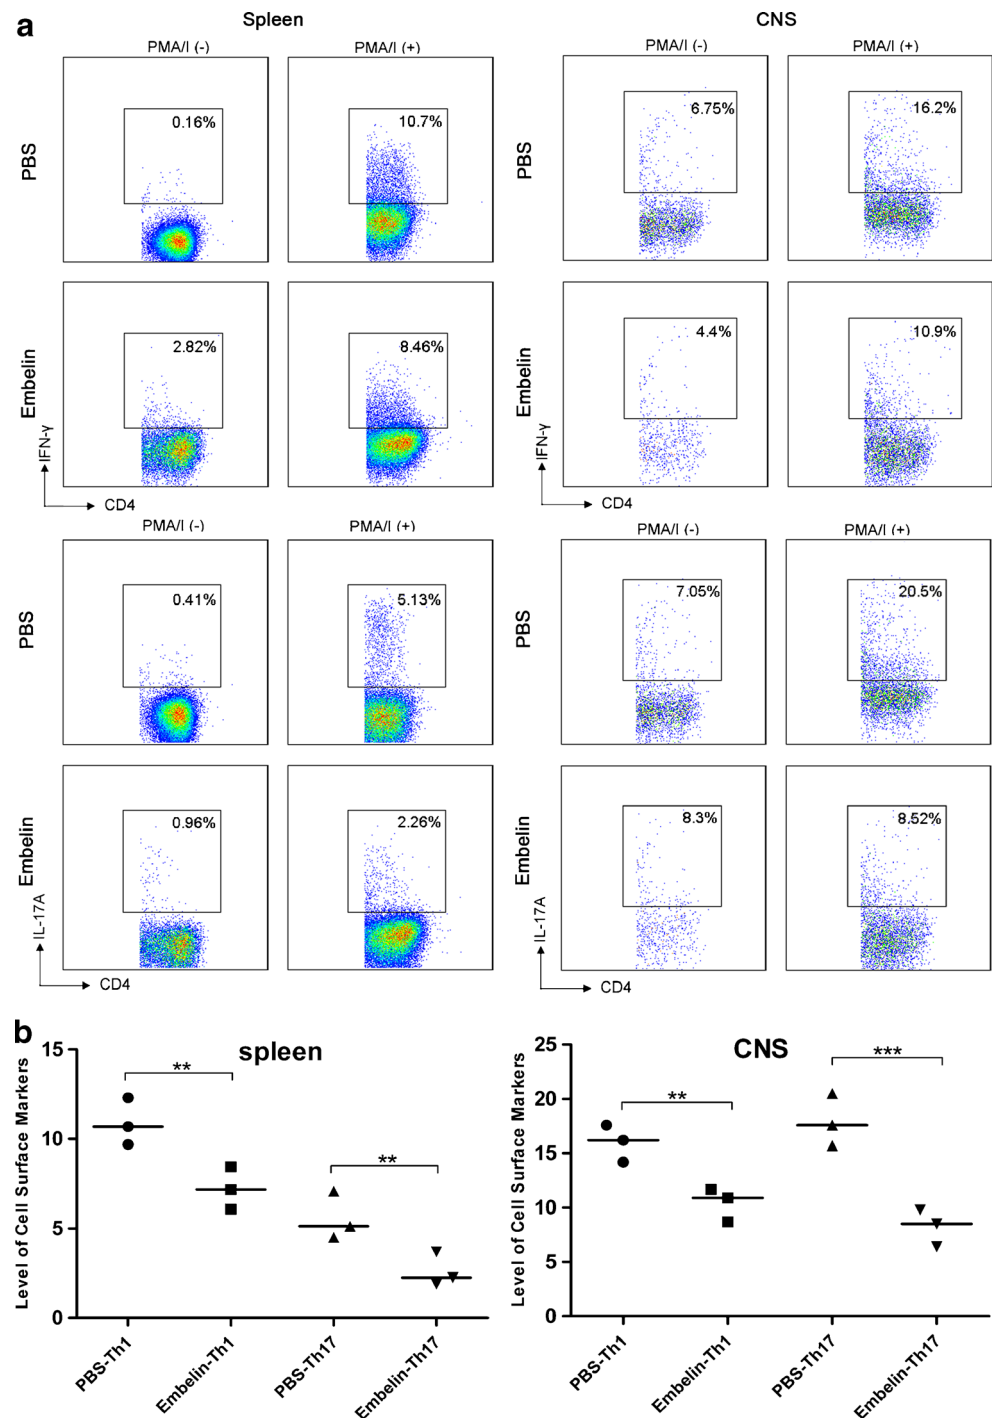 a
Spleen
CNS
PMA/I (-)
PMA/I (+)
PMA/I (-)
PMA/I (+)
PBS
0.16%
10.7%
PBS
6.75%
16.2%
Embelin
2.82%
8.46%
Embelin
4.4%
10.9%
IFN-γ
CD4
IFN-γ
CD4
PMA/I (-)
PMA/I (+)
PMA/I (-)
PMA/I (+)
PBS
0.41%
5.13%
PBS
7.05%
20.5%
Embelin
0.96%
2.26%
Embelin
8.3%
8.52%
IL-17A
CD4
IL-17A
CD4
b
spleen
Level of Cell Surface Markers
15
10
5
0
**
**
PBS-Th1
Embelin-Th1
PBS-Th17
Embelin-Th17
CNS
Level of Cell Surface Markers
25
20
15
10
5
0
**
***
PBS-Th1
Embelin-Th1
PBS-Th17
Embelin-Th17